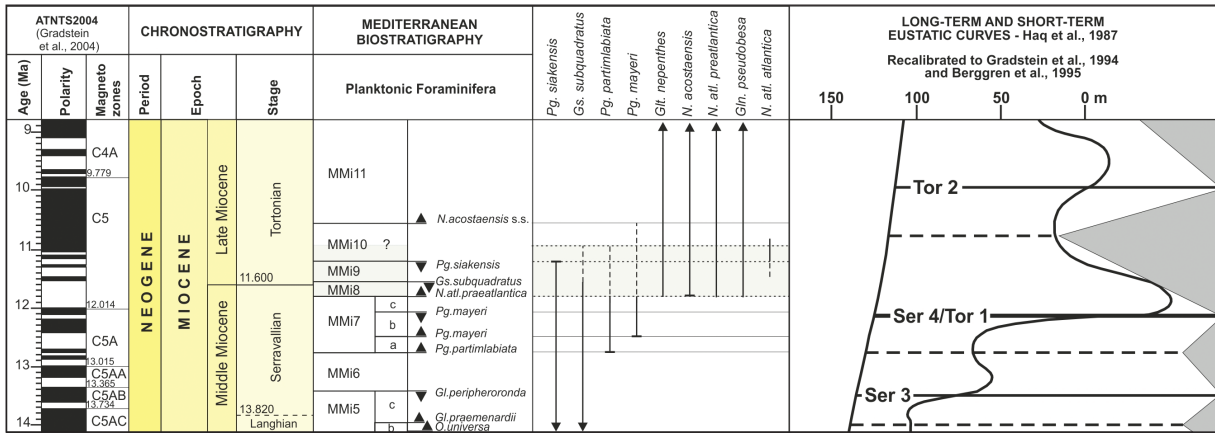 ATNTS2004
(Gradstein
et al., 2004)
CHRONOSTRATIGRAPHY
MEDITERRANEAN
BIOSTRATIGRAPHY
Age (Ma)
Polarity
Magneto
zones
Period
Epoch
Stage
Planktonic Foraminifera
Pg. siakensis
Gs. subquadratus
Pg. partimlabiata
Pg. mayeri
Glt. nepenthes
N. acostaensis
N. atl. preatlantica
Gln. pseudobesa
N. atl. atlantica
LONG-TERM AND SHORT-TERM
EUSTATIC CURVES - Haq et al., 1987
Recalibrated to Gradstein et al., 1994
and Berggren et al., 1995
150
100
50
0 m
9
10
11
12
13
14
C4A
9.779
C5
12.014
C5A
13.015
C5AA
13.365
C5AB
13.734
C5AC
NEOGENE
MIOCENE
Late Miocene
Middle Miocene
Tortonian
11.600
Serravallian
13.820
Langhian
MMi11
MMi10 ?
MMi9
MMi8
MMi7
c
b
a
MMi6
MMi5
c
b
N.acostaensis s.s.
Pg.siakensis
Gs.subquadratus
N.atl.praeatlantica
Pg.mayeri
Pg.mayeri
Pg.partimlabiata
Gl.peripheroronda
Gl.praemenardii
O.universa
Tor 2
Ser 4/Tor 1
Ser 3